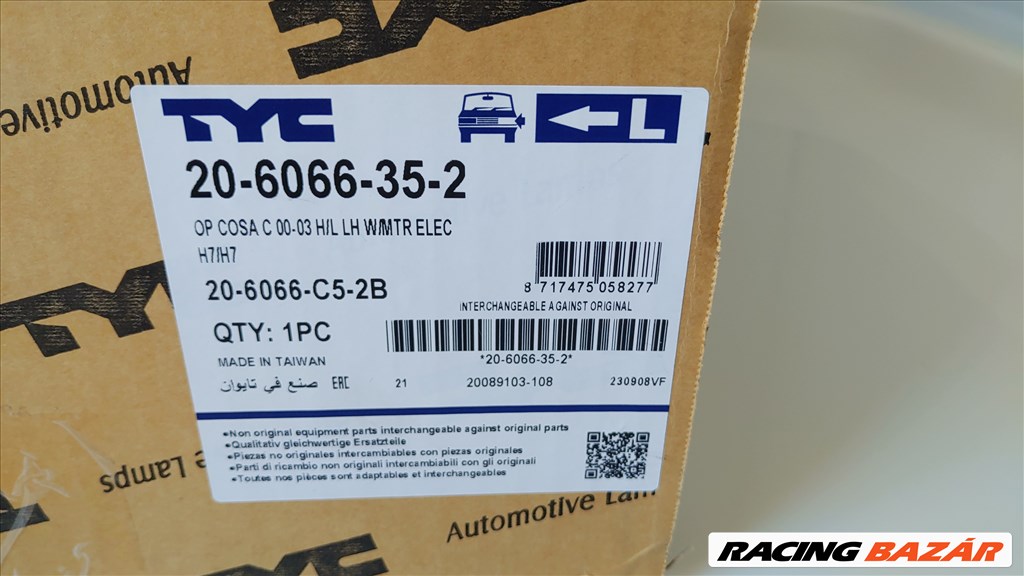 Automotive
TYC
L
20-6066-35-2
OP COSA C 00-03 H/L LH W/MTR ELEC
H7/H7
20-6066-C5-2B
8 717475 058277
INTERCHANGEABLE AGAINST ORIGINAL
QTY: 1PC
*20-6066-35-2*
MADE IN TAIWAN
صنع في تايوان EAC 21 20089103-108 230908VF
•Non original equipment parts interchangeable against original parts
•Qualitativ gleichwertige Ersatzteile
•Piezas no originales intercambiables con piezas originales
•Parti di ricambio non originali intercambiabili con gli originali
•Toutes nos pièces sont adaptables et interchangeables
TYC
e Lamps
Automotive Lam
TYC
RACING BAZÁR